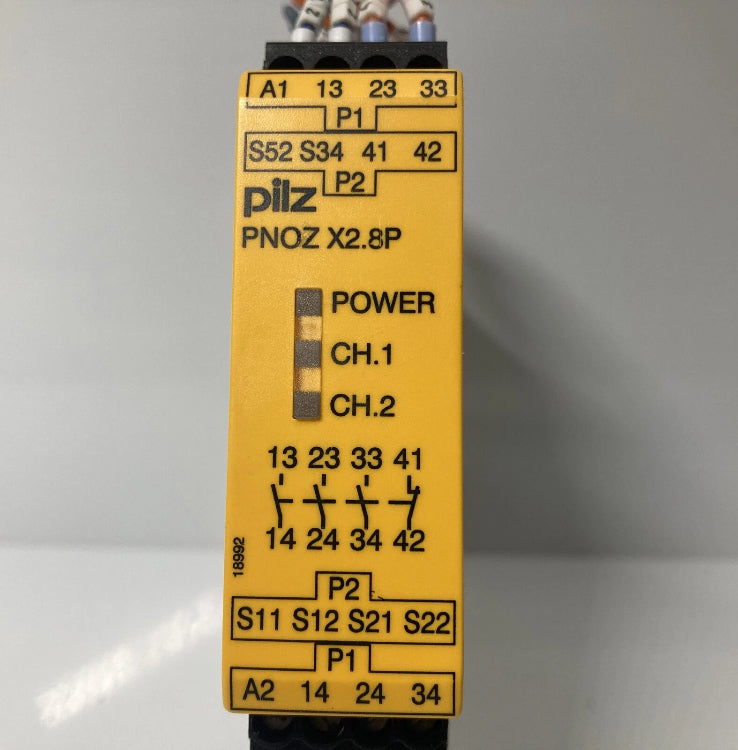 A1 13 23 33
P1
S52 S34 41 42
P2
pilz
PNOZ X2.8P
POWER
CH.1
CH.2
13 23 33 41
14 24 34 42
18992
P2
S11 S12 S21 S22
P1
A2 14 24 34